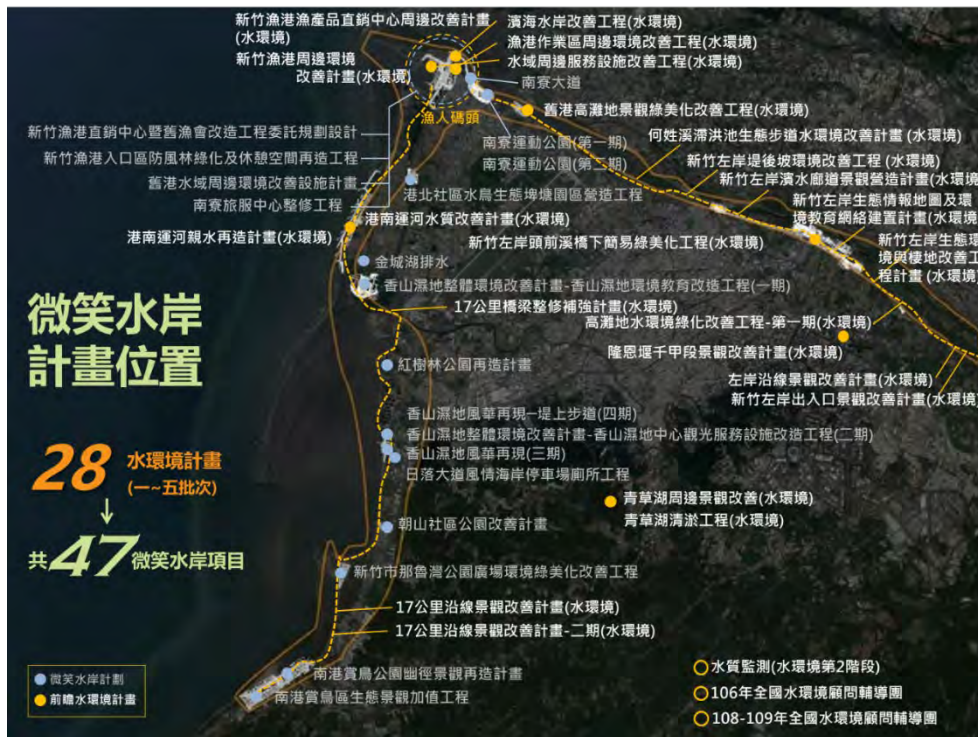 新竹漁港漁產品直銷中心周邊改善計畫
(水環境)
濱海水岸改善工程(水環境)
漁港作業區周邊環境改善工程(水環境)
新竹漁港周邊環境
改善計畫(水環境)
水域周邊服務設施改善工程(水環境)
南寮大道
舊港高灘地景觀綠美化改善工程(水環境)
漁人碼頭
新竹漁港直銷中心暨舊漁會改造工程委託規劃設計
南寮運動公園(第一期)
何姓溪滯洪池生態步道水環境改善計畫 (水環境)
新竹漁港入口區防風林綠化及休憩空間再造工程
南寮運動公園(第二期)
新竹左岸堤後坡環境改善工程 (水環境)
舊港水域周邊環境改善設施計畫
新竹左岸濱水廊道景觀營造計畫(水環境)
南寮旅服中心整修工程
港北社區水鳥生態埤塘園區營造工程
新竹左岸生態情報地圖及環
境教育網絡建置計畫(水環境)
港南運河水質改善計畫(水環境)
港南運河親水再造計畫(水環境)
新竹左岸頭前溪橋下簡易綠美化工程(水環境)
新竹左岸生態環
境與棲地改善工
程計畫 (水環境)
金城湖排水
香山濕地整體環境改善計畫-香山濕地環境教育改造工程(一期)
17公里橋梁整修補強計畫(水環境)
高灘地水環境綠化改善工程-第一期(水環境)
微笑水岸
計畫位置
隆恩堰千甲段景觀改善計畫(水環境)
紅樹林公園再造計畫
左岸沿線景觀改善計畫(水環境)
新竹左岸出入口景觀改善計畫(水環境)
香山濕地風華再現─堤上步道(四期)
香山濕地整體環境改善計畫-香山濕地中心觀光服務設施改造工程(二期)
香山濕地風華再現(三期)
日落大道風情海岸停車場廁所工程
28 水環境計畫
(一~五批次)
青草湖周邊景觀改善(水環境)
青草湖清淤工程(水環境)
朝山社區公園改善計畫
共47微笑水岸項目
新竹市那魯灣公園廣場環境綠美化改善工程
17公里沿線景觀改善計畫(水環境)
17公里沿線景觀改善計畫-二期(水環境)
南港賞鳥公園幽徑景觀再造計畫
南港賞鳥區生態景觀加值工程
微笑水岸計劃
前瞻水環境計畫
水質監測(水環境第2階段)
106年全國水環境顧問輔導團
108-109年全國水環境顧問輔導團